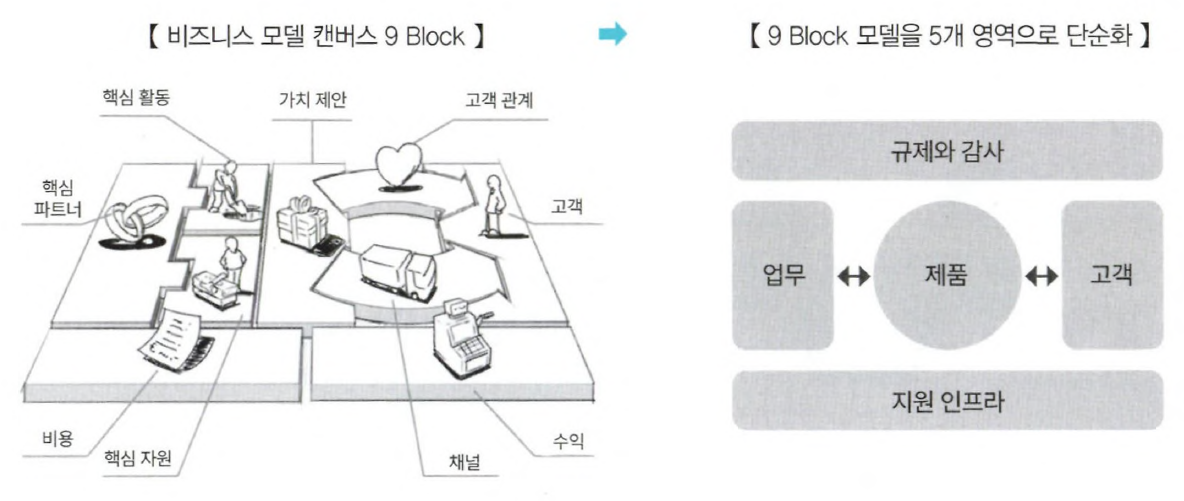 【 비즈니스 모델 캔버스 9 Block 】
핵심 활동
가치 제안
고객 관계
핵심
파트너
고객
비용
핵심 자원
채널
수익
【 9 Block 모델을 5개 영역으로 단순화 】
규제와 감사
업무
제품
고객
지원 인프라